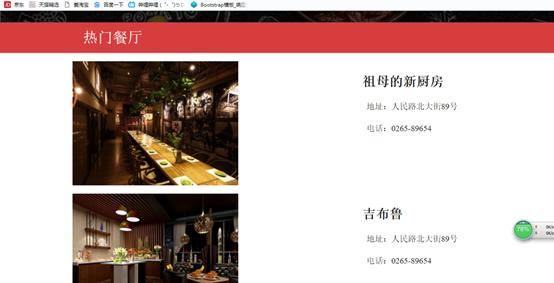 京东 天猫精选 爱淘宝 百度一下 哔哩哔哩 ( ゜- ゜)つロ Bootstrap模板_
热门餐厅
祖母的新厨房
地址：人民路北大街89号
电话：0265-89654
吉布鲁
地址：人民路北大街89号
电话：0265-89654
78%
0K/s
0K/s